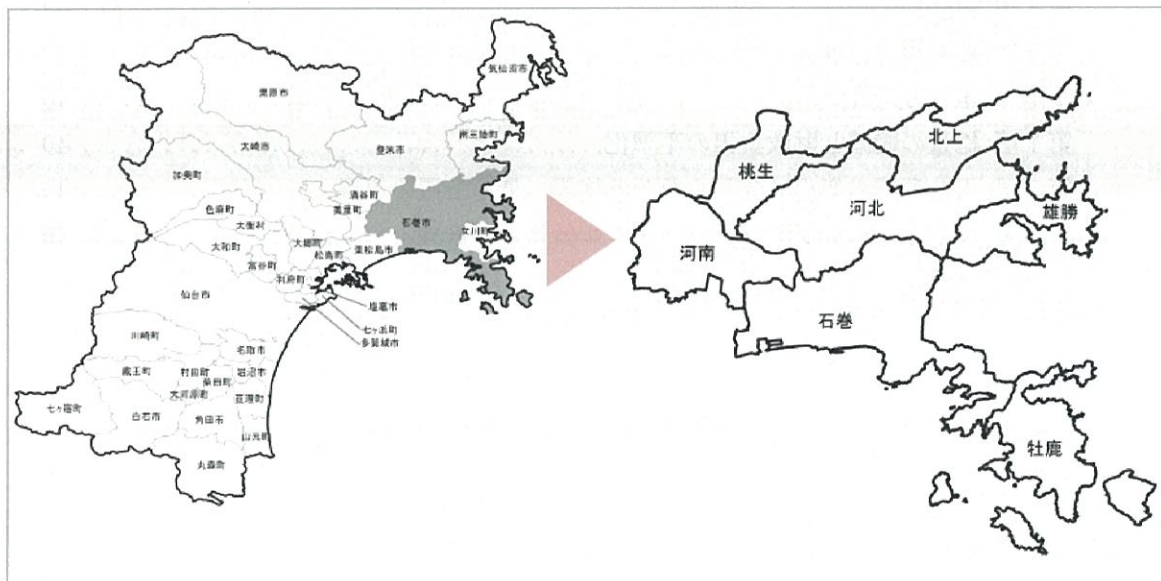 気仙沼市
栗原市
南三陸町
大崎市
登米市
加美町
涌谷町
美里町
色麻町
石巻市
大衡村
女川町
大和町
大郷町
松島町
東松島市
富谷町
利府町
仙台市
塩竈市
七ヶ浜町
多賀城市
川崎町
名取市
蔵王町
村田町
岩沼市
柴田町
大河原町
亘理町
七ヶ宿町
白石市
角田市
山元町
丸森町
北上
桃生
河北
雄勝
河南
石巻
牡鹿